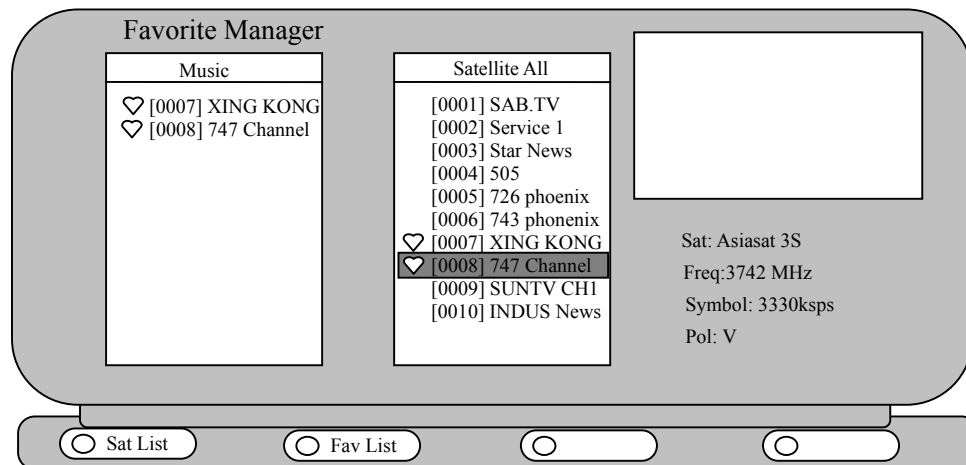 Favorite Manager
Music
[0007] XING KONG
[0008] 747 Channel
Satellite All
[0001] SAB.TV
[0002] Service 1
[0003] Star News
[0004] 505
[0005] 726 phoenix
[0006] 743 phonenix
[0007] XING KONG
[0008] 747 Channel
[0009] SUNTV CH1
[0010] INDUS News
Sat: Asiasat 3S
Freq:3742 MHz
Symbol: 3330ksps
Pol: V
Sat List
Fav List